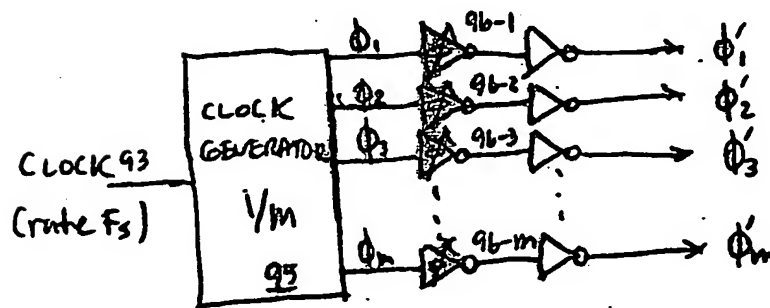 ϕ1 96-1 ϕ'1
ϕ2 96-2 ϕ'2
CLOCK
GENERATOR
ϕ3 96-3 ϕ'3
CLOCK 93
(rate Fs)
1/m
ϕm 96-m ϕ'm
95